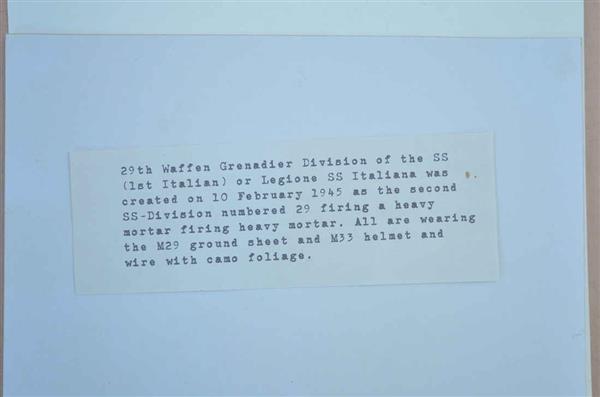 29th Waffen Grenadier Division of the SS
(1st Italian) or Legione SS Italiana was
created on 10 February 1945 as the second
SS-Division numbered 29 firing a heavy
mortar firing heavy mortar. All are wearing
the M29 ground sheet and M33 helmet and
wire with camo foliage.